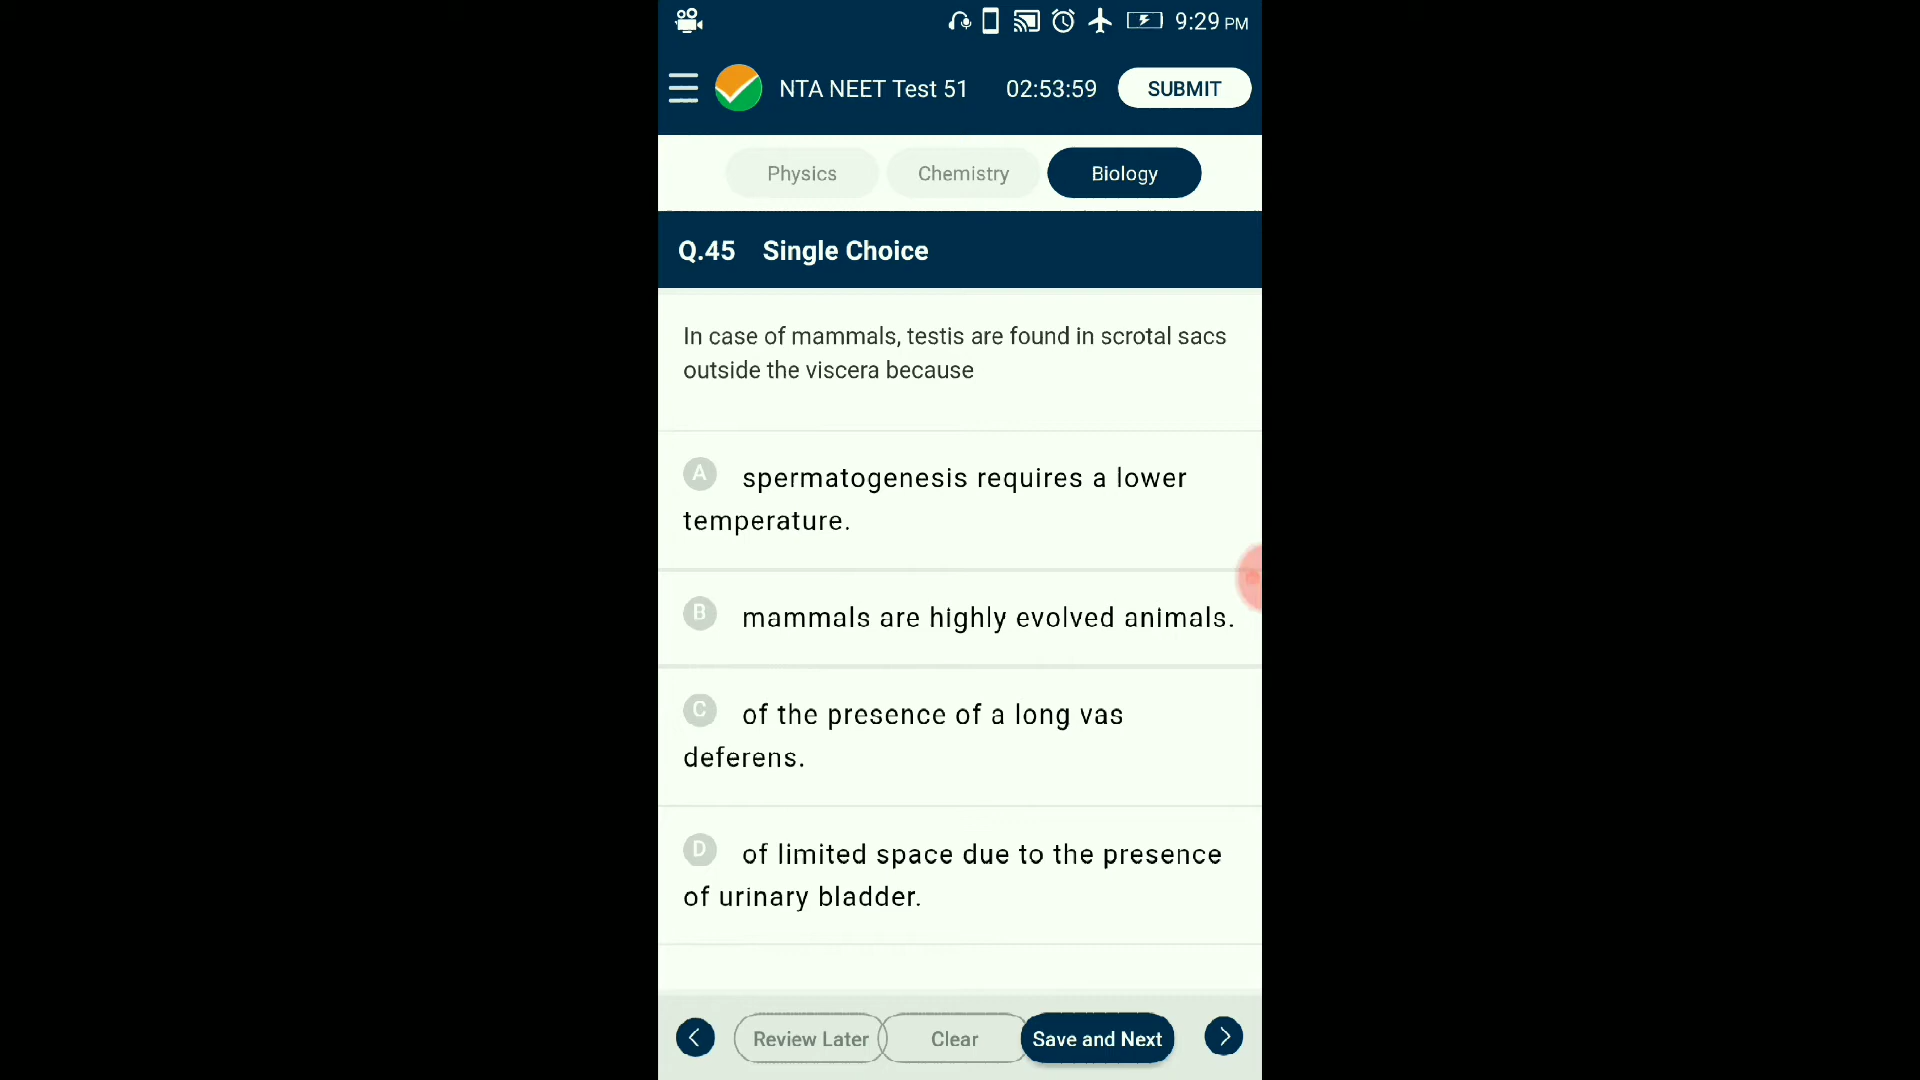 9:29 PM
NTA NEET Test 51 02:53:59 SUBMIT
Physics Chemistry Biology
Q.45 Single Choice
In case of mammals, testis are found in scrotal sacs
outside the viscera because
A spermatogenesis requires a lower
temperature.
B mammals are highly evolved animals.
C of the presence of a long vas
deferens.
D of limited space due to the presence
of urinary bladder.
Review Later Clear Save and Next